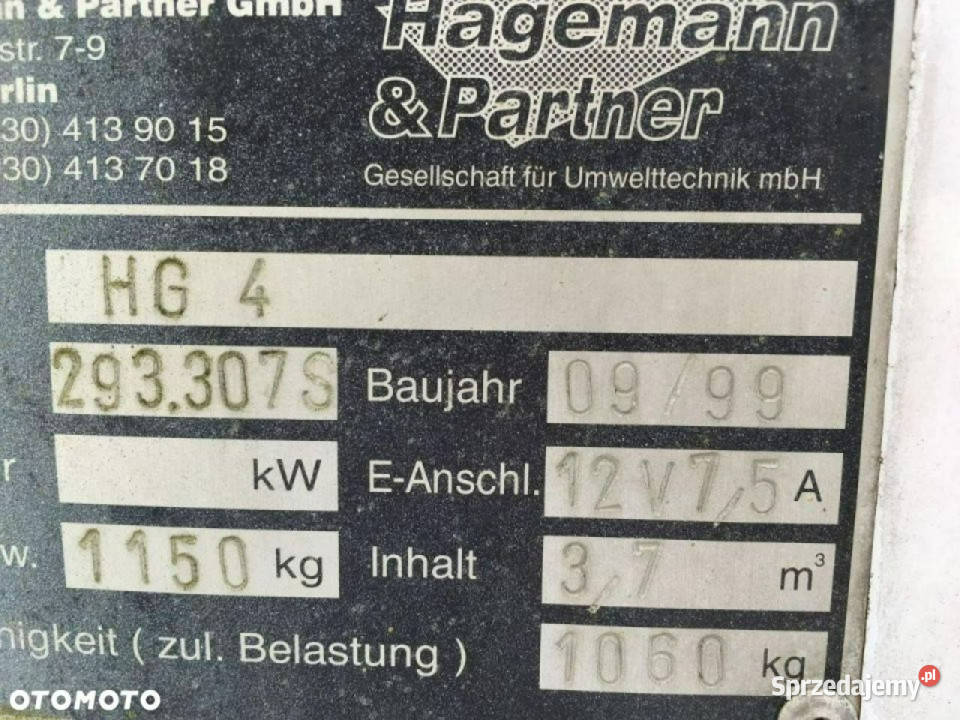 in & Partner GmbH
str. 7-9
rlin
30) 413 90 15
30) 413 70 18
Hagemann
& Partner
Gesellschaft für Umwelttechnik mbH
HG 4
293.307S Baujahr 09/99
r kW E-Anschl. 12V7,5 A
w. 1150 kg Inhalt 3,7 m³
higkeit ( zul. Belastung ) 1060 kg
OTOMOTO
Sprzedajemy.pl